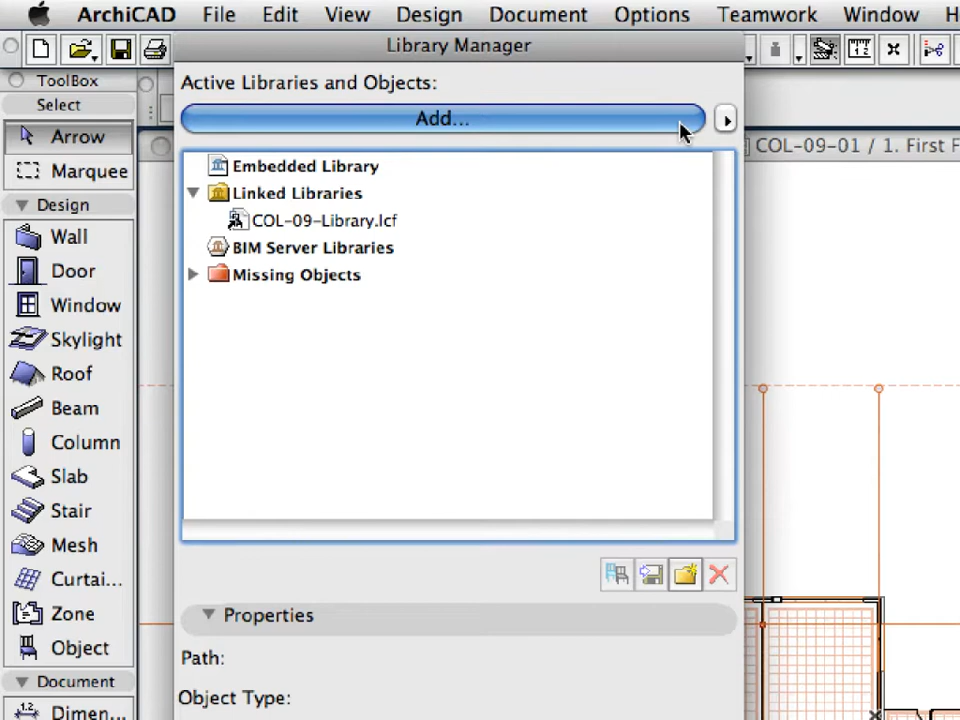 ArchiCAD File Edit View Design Document Options Teamwork Window H
Library Manager
ToolBox
Select
Arrow
Marquee
Design
Wall
Door
Window
Skylight
Roof
Beam
Column
Slab
Stair
Mesh
Curtai...
Zone
Object
Document
Dimen...
Active Libraries and Objects:
Add...
Embedded Library
Linked Libraries
COL-09-Library.lcf
BIM Server Libraries
Missing Objects
Properties
Path:
Object Type:
COL-09-01 / 1. First F